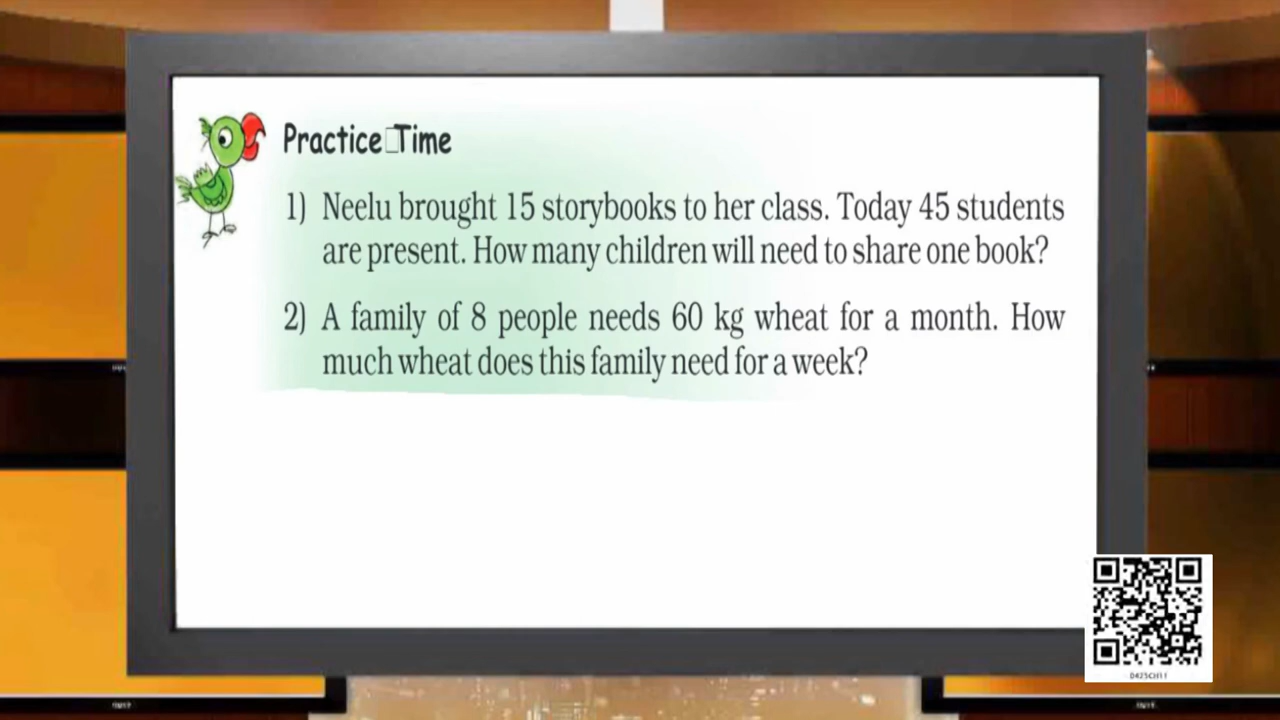 Practice Time
1) Neelu brought 15 storybooks to her class. Today 45 students
are present. How many children will need to share one book?
2) A family of 8 people needs 60 kg wheat for a month. How
much wheat does this family need for a week?
0425CH11